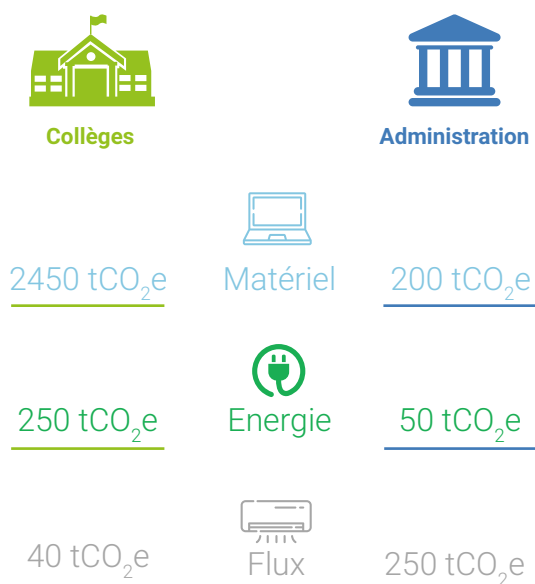 Collèges Administration
2450 tCO₂e Matériel 200 tCO₂e
250 tCO₂e Energie 50 tCO₂e
40 tCO₂e Flux 250 tCO₂e